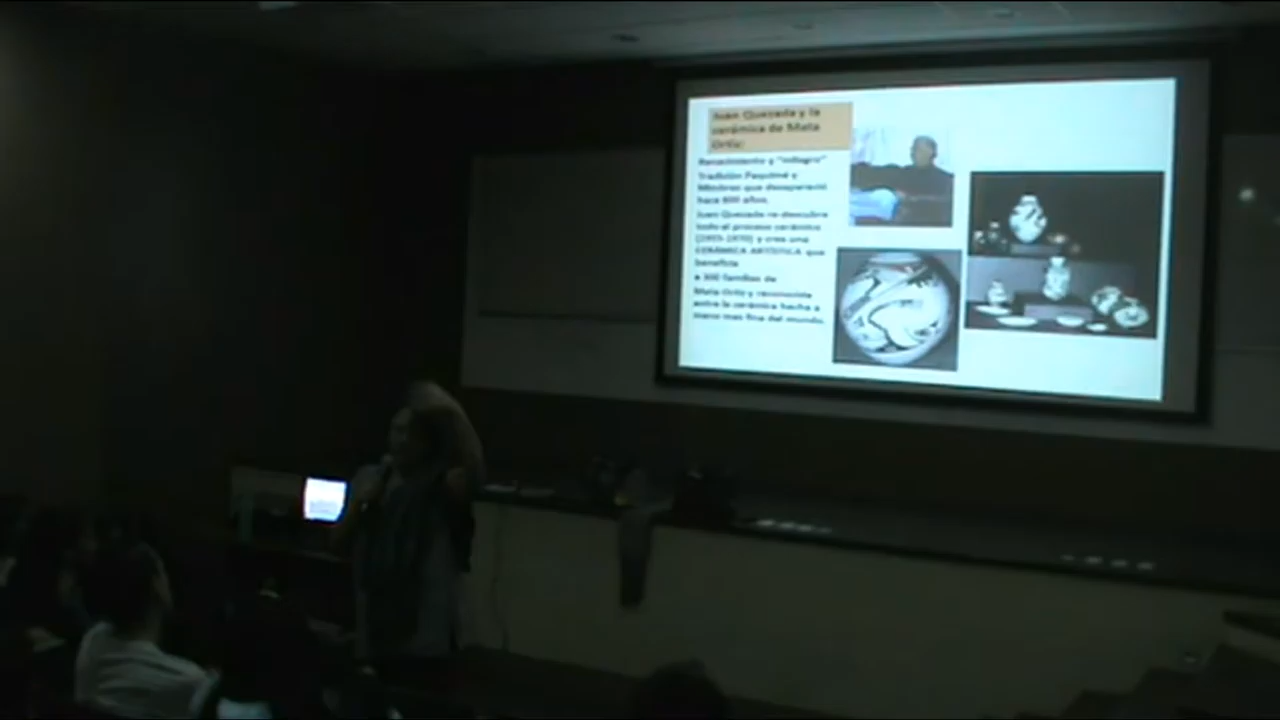 Juan Quezada y la
cerámica de Mata
Ortiz:
Renacimiento y "milagro"
Tradición Paquimé y
Mimbres que desapareció
hace 600 años.
Juan Quezada re-descubre
todo el proceso cerámico
(1955-1970) y crea una
CERÁMICA ARTÍSTICA que
beneficia
a 300 familias de
Mata Ortiz y reconocida
entre la cerámica hecha a
mano mas fina del mundo.